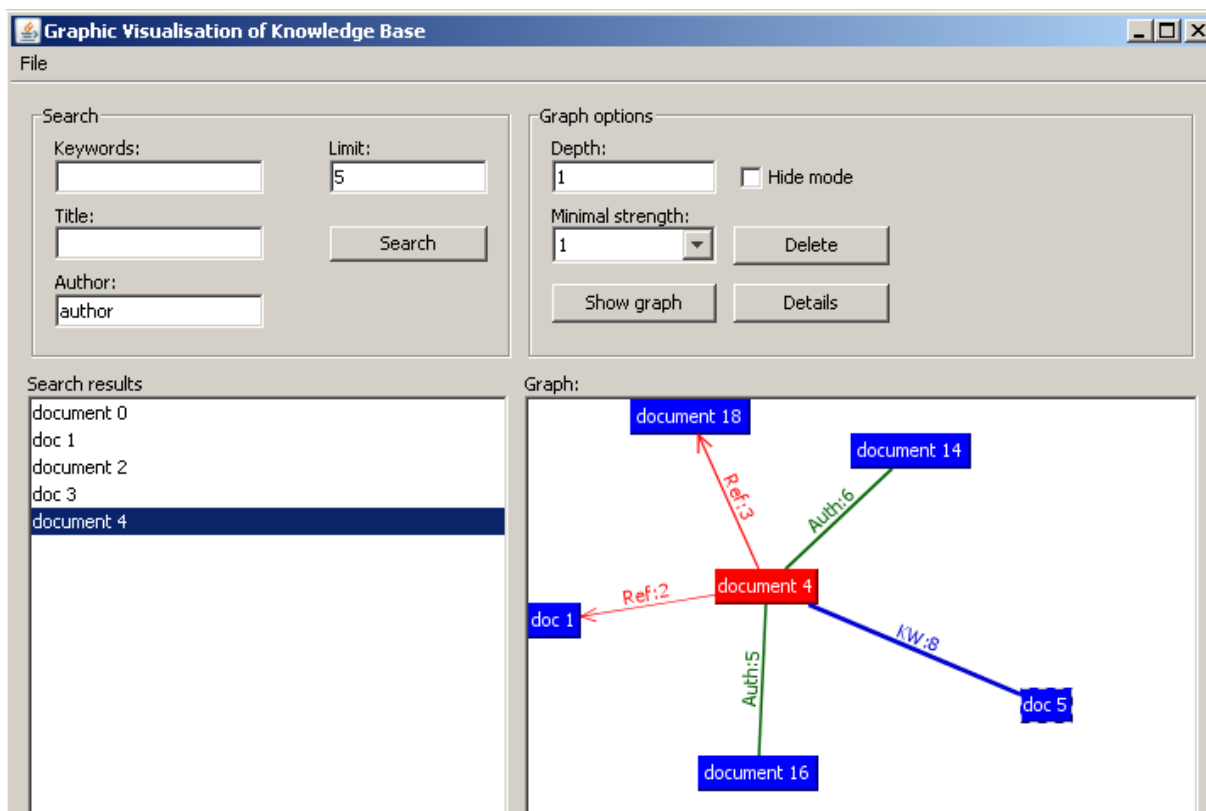 Graphic Visualisation of Knowledge Base
File
Search
Keywords:
Limit:
5
Title:
Search
Author:
author
Graph options
Depth:
1
Hide mode
Minimal strength:
1
Delete
Show graph
Details
Search results
document 0
doc 1
document 2
doc 3
document 4
Graph:
document 18
document 14
Ref:3
Auth:6
document 4
Ref:2
doc 1
KW:8
Auth:5
doc 5
document 16